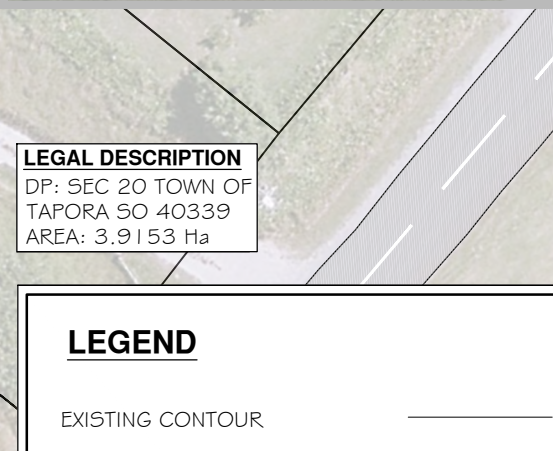 LEGAL DESCRIPTION
DP: SEC 20 TOWN OF
TAPORA SO 40339
AREA: 3.9153 Ha
LEGEND
EXISTING CONTOUR